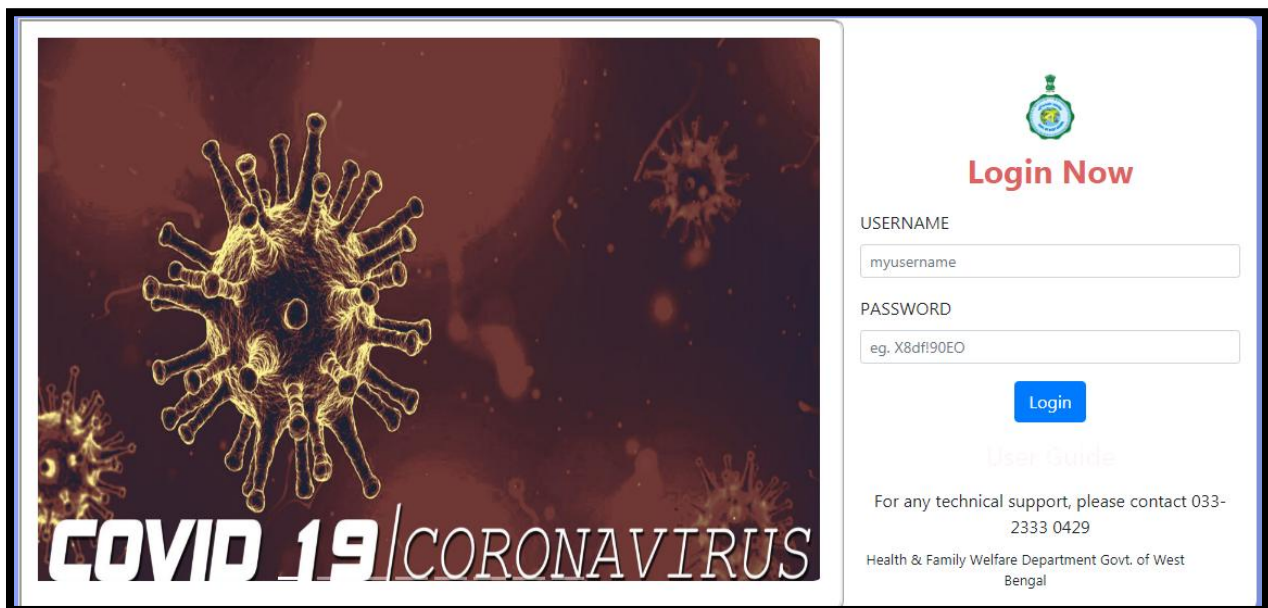 COVID 19/CORONAVIRUS
Login Now
USERNAME
myusername
PASSWORD
eg. X8df!90EO
Login
User Guide
For any technical support, please contact 033-
2333 0429
Health & Family Welfare Department Govt. of West
Bengal